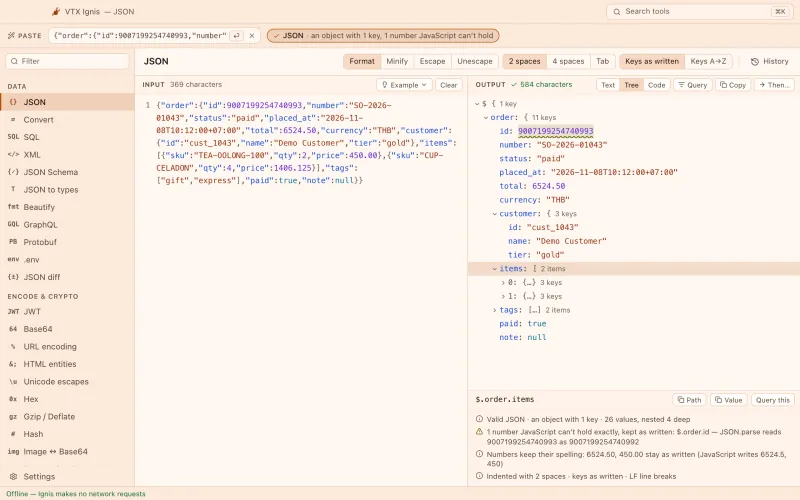 VTX Ignis — JSON
Search tools ⌘K
PASTE {"order":{"id":9007199254740993,"number" JSON · an object with 1 key, 1 number JavaScript can't hold
Filter
DATA
{} JSON
Convert
SQL SQL
</> XML
{/} JSON Schema
T JSON to types
fmt Beautify
GQL GraphQL
PB Protobuf
env .env
{±} JSON diff
ENCODE & CRYPTO
JWT JWT
64 Base64
% URL encoding
&; HTML entities
\u Unicode escapes
0x Hex
gz Gzip / Deflate
# Hash
img Image ↔ Base64
Settings
JSON
Format Minify Escape Unescape 2 spaces 4 spaces Tab Keys as written Keys A→Z History
INPUT 369 characters Example Clear
1 {"order":{"id":9007199254740993,"number":"SO-2026-
01043","status":"paid","placed_at":"2026-11-
08T10:12:00+07:00","total":6524.50,"currency":"THB","customer":
{"id":"cust_1043","name":"Demo Customer","tier":"gold"},"items":
[{"sku":"TEA-OOLONG-100","qty":2,"price":450.00},{"sku":"CUP-
CELADON","qty":4,"price":1406.125}],"tags":
["gift","express"],"paid":true,"note":null}}
OUTPUT ✓ 584 characters Text Tree Code Query Copy Then...
$ { 1 key
order: { 11 keys
id: 9007199254740993
number: "SO-2026-01043"
status: "paid"
placed_at: "2026-11-08T10:12:00+07:00"
total: 6524.50
currency: "THB"
customer: { 3 keys
id: "cust_1043"
name: "Demo Customer"
tier: "gold"
items: [ 2 items
0: {…} 3 keys
1: {…} 3 keys
tags: […] 2 items
paid: true
note: null
$.order.items Path Value Query this
Valid JSON · an object with 1 key · 26 values, nested 4 deep
1 number JavaScript can't hold exactly, kept as written: $.order.id — JSON.parse reads
9007199254740993 as 9007199254740992
Numbers keep their spelling: 6524.50, 450.00 stay as written (JavaScript writes 6524.5,
450)
Indented with 2 spaces · keys as written · LF line breaks
Offline — Ignis makes no network requests